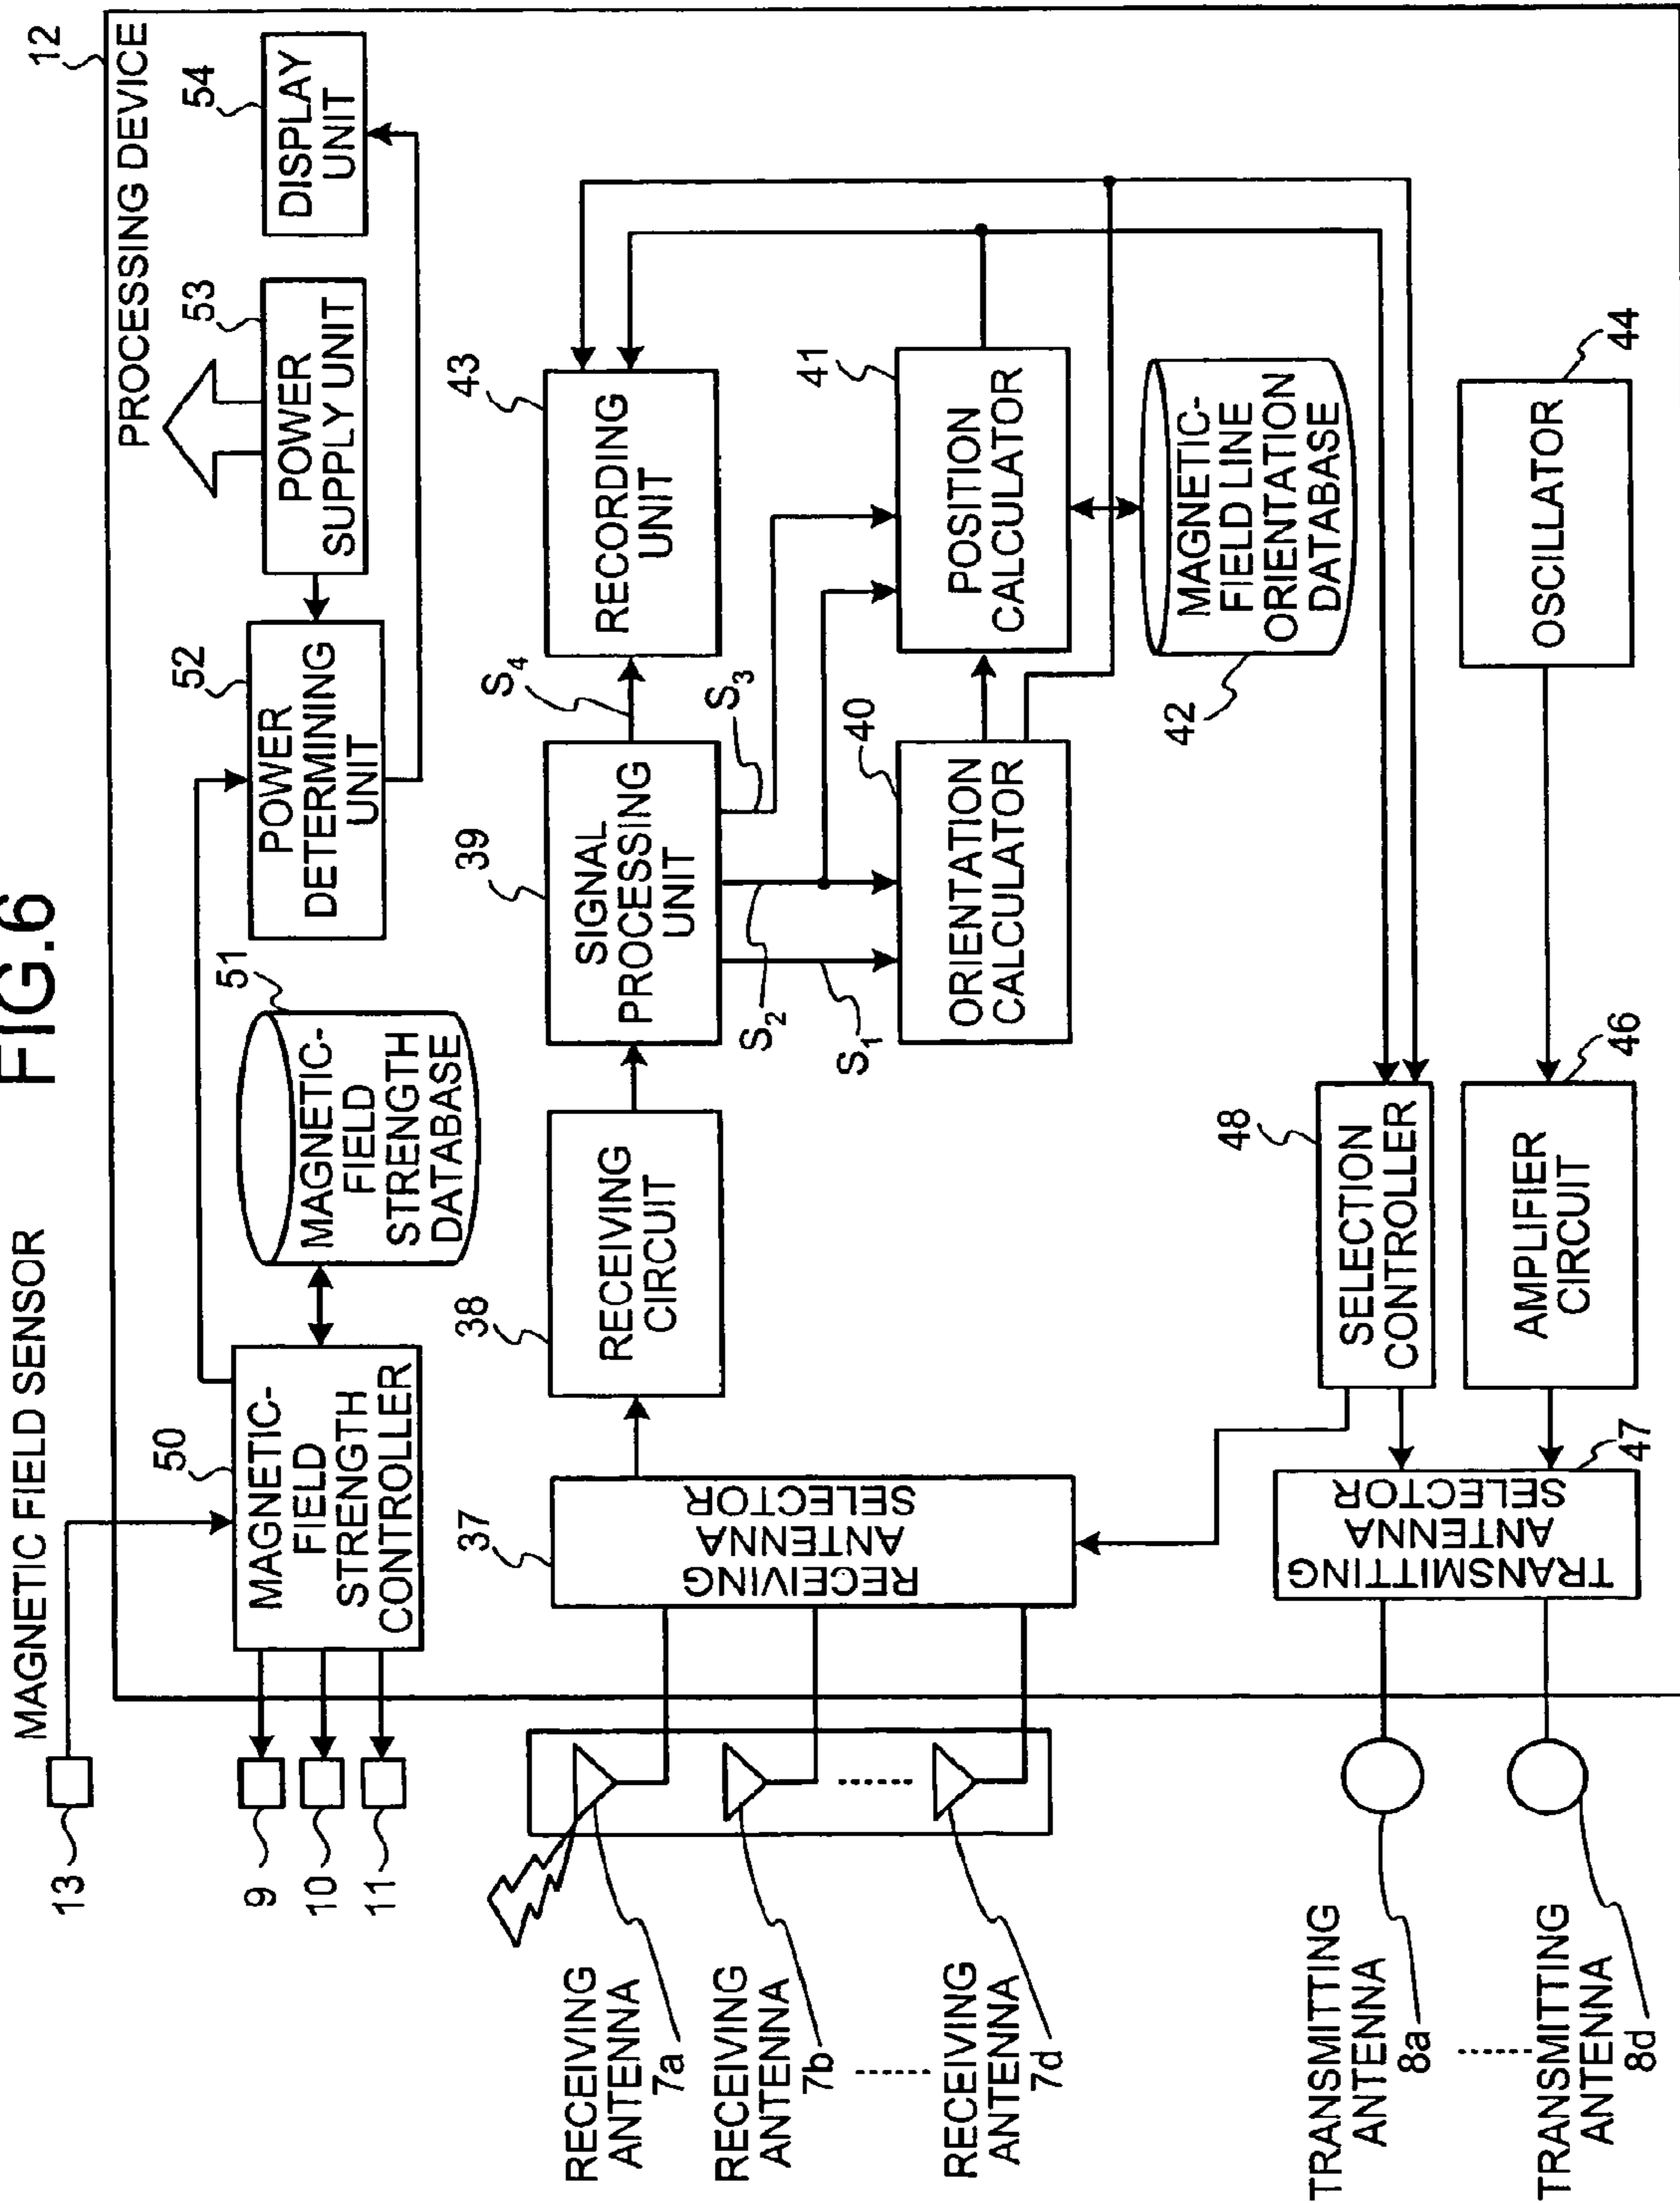 FIG.6
MAGNETIC FIELD SENSOR
13
12
PROCESSING DEVICE
9
10
11
50
MAGNETIC-
FIELD
STRENGTH
CONTROLLER
51
MAGNETIC-
FIELD
STRENGTH
DATABASE
52
POWER
DETERMINING
UNIT
53
POWER
SUPPLY UNIT
54
DISPLAY
UNIT
RECEIVING
ANTENNA
7a
RECEIVING
ANTENNA
7b
RECEIVING
ANTENNA
7d
37
RECEIVING
ANTENNA
SELECTOR
38
RECEIVING
CIRCUIT
39
SIGNAL
PROCESSING
UNIT
S4
43
RECORDING
UNIT
S3
S2
S1
40
ORIENTATION
CALCULATOR
41
POSITION
CALCULATOR
42
MAGNETIC-
FIELD LINE
ORIENTATION
DATABASE
48
SELECTION
CONTROLLER
44
OSCILLATOR
46
AMPLIFIER
CIRCUIT
47
TRANSMITTING
ANTENNA
SELECTOR
TRANSMITTING
ANTENNA
8a
TRANSMITTING
ANTENNA
8d